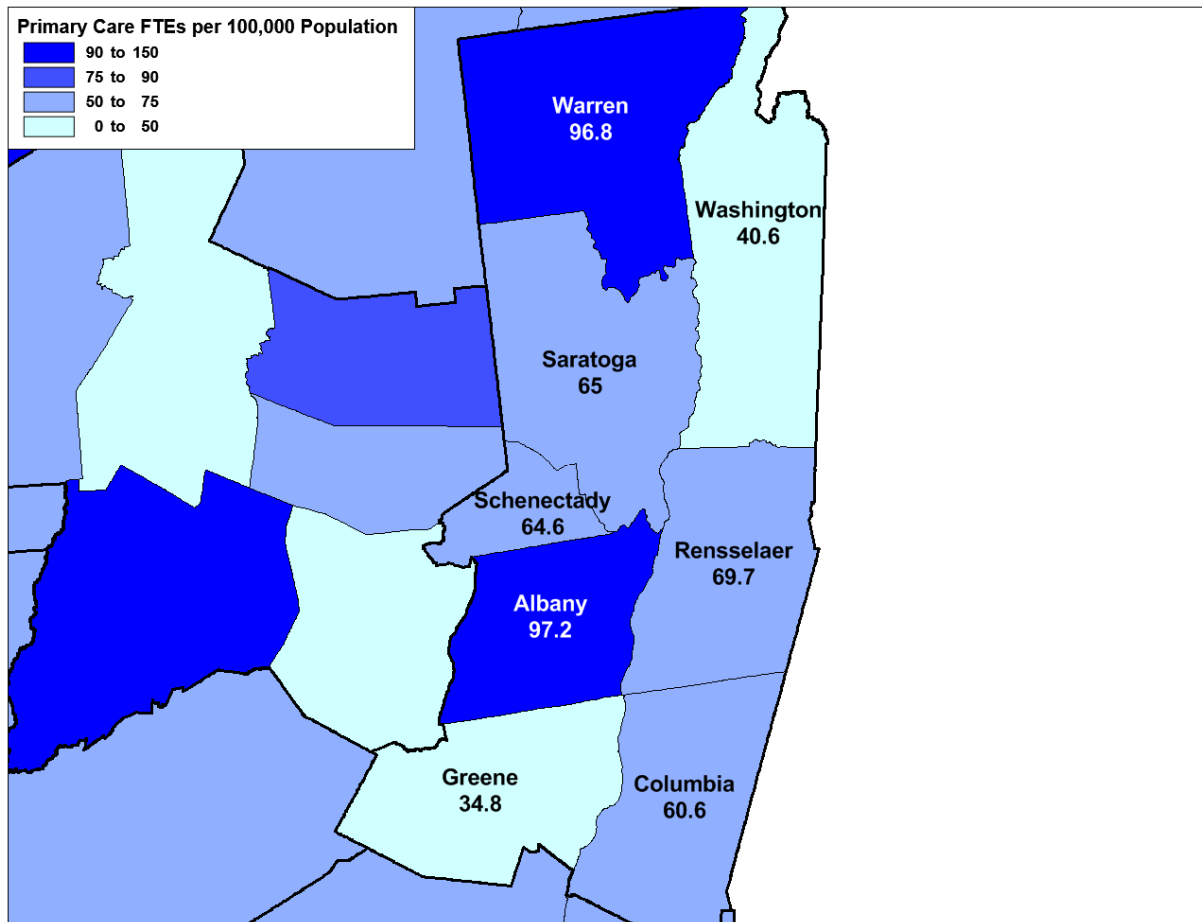 Primary Care FTEs per 100,000 Population
90 to 150
75 to 90
50 to 75
0 to 50
Warren
96.8
Washington
40.6
Saratoga
65
Schenectady
64.6
Rensselaer
69.7
Albany
97.2
Greene
34.8
Columbia
60.6